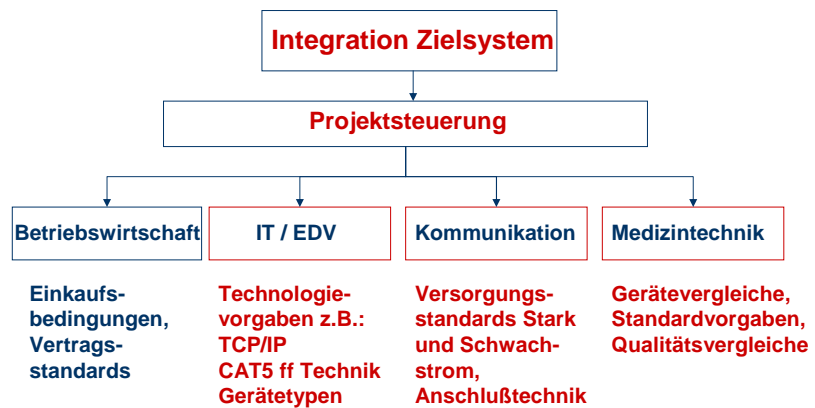 Integration Zielsystem
Projektsteuerung
Betriebswirtschaft
IT / EDV
Kommunikation
Medizintechnik
Einkaufs-
bedingungen,
Vertrags-
standards
Technologie-
vorgaben z.B.:
TCP/IP
CAT5 ff Technik
Gerätetypen
Versorgungs-
standards Stark
und Schwach-
strom,
Anschlußtechnik
Gerätevergleiche,
Standardvorgaben,
Qualitätsvergleiche